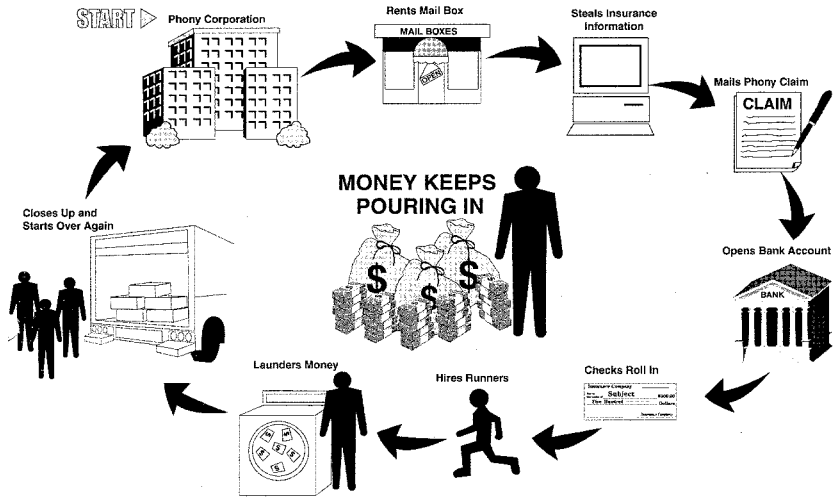 START
Phony Corporation
Rents Mail Box
MAIL BOXES
OPEN
Steals Insurance
Information
Mails Phony Claim
CLAIM
Opens Bank Account
BANK
Checks Roll In
Insurance Company
Subject
Five Hundred
Dollars
Insurance Company
Hires Runners
Launders Money
$
$
$
$
$
$
Closes Up and
Starts Over Again
MONEY KEEPS
POURING IN
$
$
$